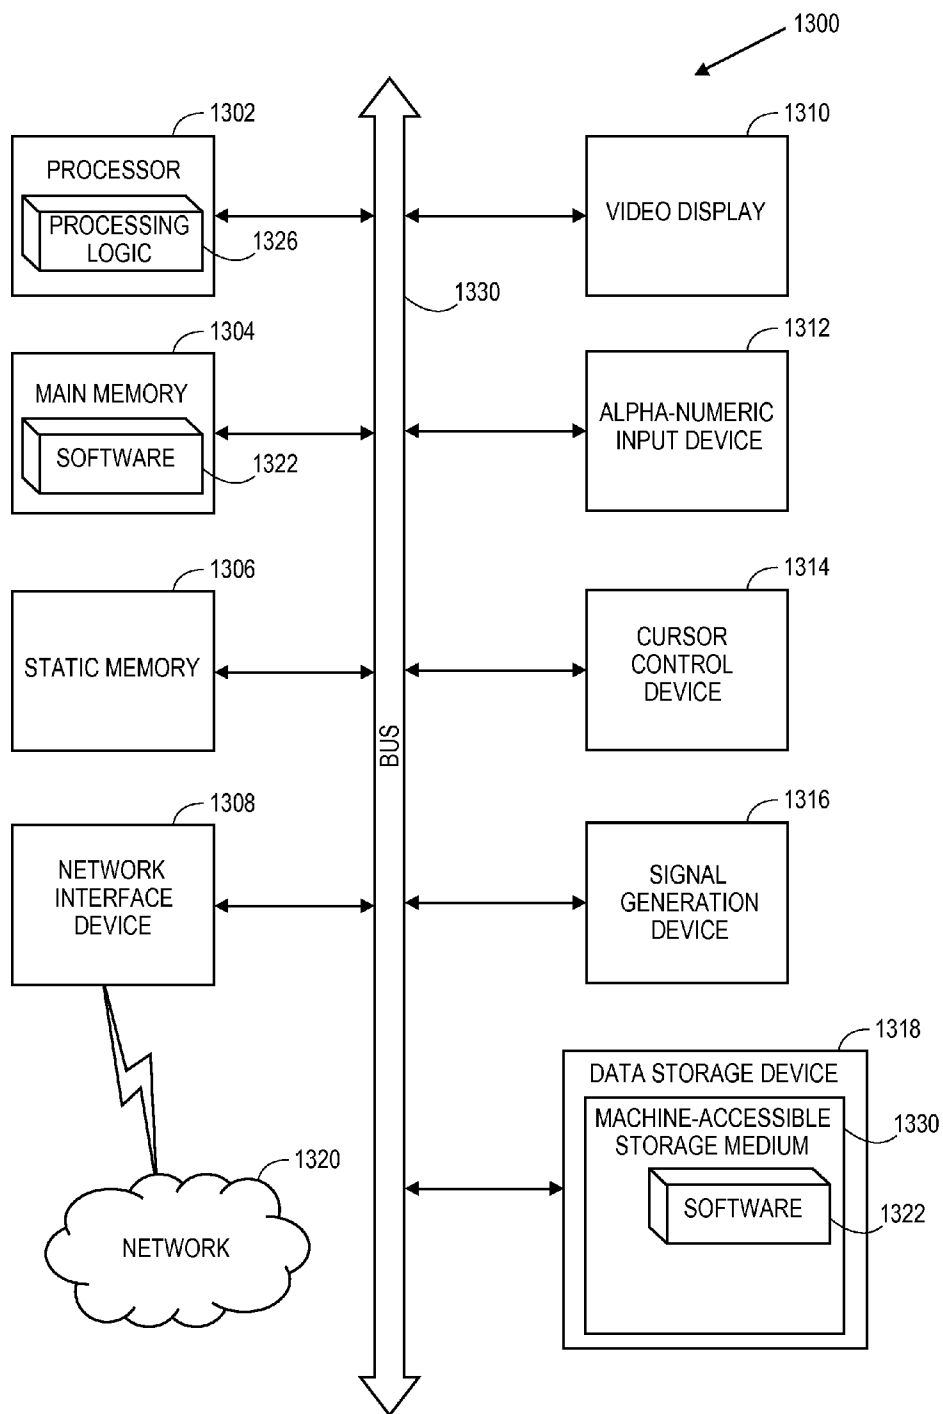 1300
1302
PROCESSOR
PROCESSING
LOGIC
1326
1304
MAIN MEMORY
SOFTWARE
1322
1306
STATIC MEMORY
1308
NETWORK
INTERFACE
DEVICE
1320
NETWORK
1330
BUS
1310
VIDEO DISPLAY
1312
ALPHA-NUMERIC
INPUT DEVICE
1314
CURSOR
CONTROL
DEVICE
1316
SIGNAL
GENERATION
DEVICE
1318
DATA STORAGE DEVICE
MACHINE-ACCESSIBLE
STORAGE MEDIUM
1330
SOFTWARE
1322